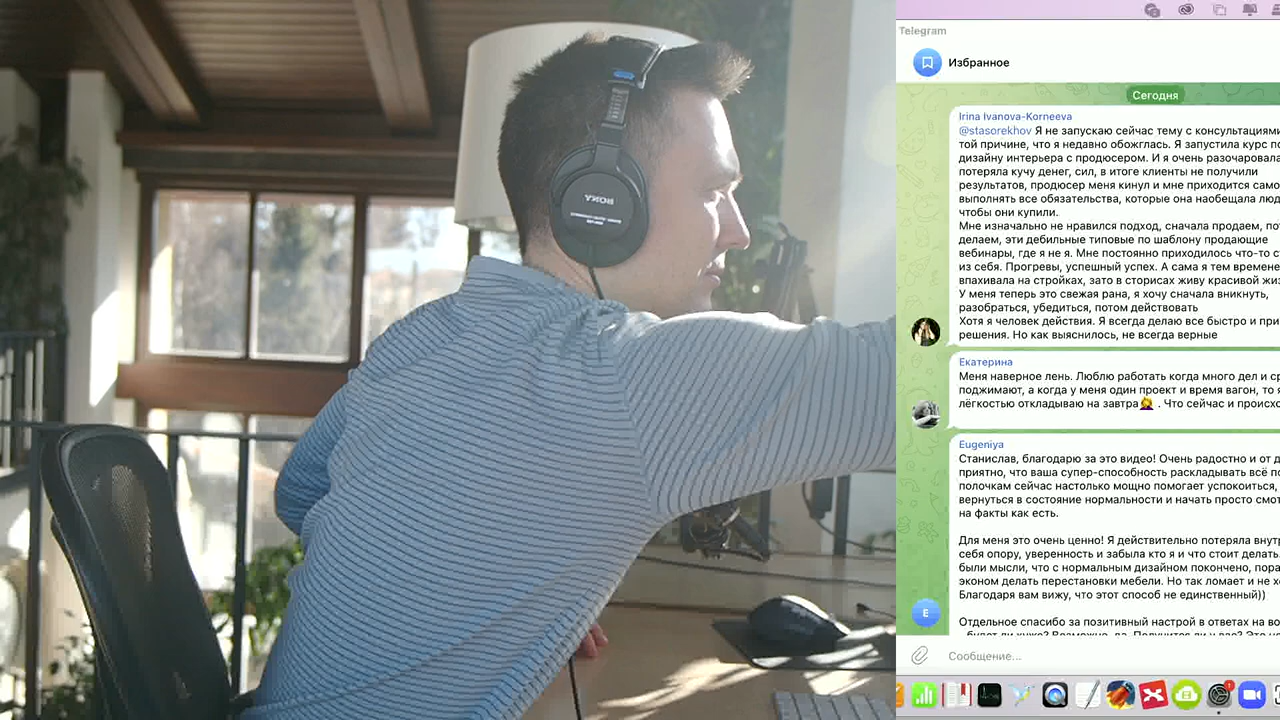 Telegram
Избранное
Сегодня
Irina Ivanova-Korneeva
@stasorekhov Я не запускаю сейчас тему с консультациями
той причине, что я недавно обожглась. Я запустила курс по
дизайну интерьера с продюсером. И я очень разочаровала
потеряла кучу денег, сил, в итоге клиенты не получили
результатов, продюсер меня кинул и мне приходится само
выполнять все обязательства, которые она наобещала люд
чтобы они купили.
Мне изначально не нравился подход, сначала продаем, по
делаем, эти дебильные типовые по шаблону продающие
вебинары, где я не я. Мне постоянно приходилось что-то с
из себя. Прогревы, успешный успех. А сама я тем времене
впахивала на стройках, зато в сторисах живу красивой жи
У меня теперь это свежая рана, я хочу сначала вникнуть,
разобраться, убедиться, потом действовать
Хотя я человек действия. Я всегда делаю все быстро и при
решения. Но как выяснилось, не всегда верные
Екатерина
Меня наверное лень. Люблю работать когда много дел и ср
поджимают, а когда у меня один проект и время вагон, то
лёгкостью откладываю на завтра🤦‍♀️ . Что сейчас и происхо
Eugeniya
Станислав, благодарю за это видео! Очень радостно и от д
приятно, что ваша супер-способность раскладывать всё по
полочкам сейчас настолько мощно помогает успокоиться,
вернуться в состояние нормальности и начать просто смот
на факты как есть.
Для меня это очень ценно! Я действительно потеряла внут
себя опору, уверенность и забыла кто я и что стоит делать
были мысли, что с нормальным дизайном покончено, пора
эконом делать перестановки мебели. Но так ломает и не х
Благодаря вам вижу, что этот способ не единственный))
Отдельное спасибо за позитивный настрой в ответах на во
E
Сообщение...
SONY